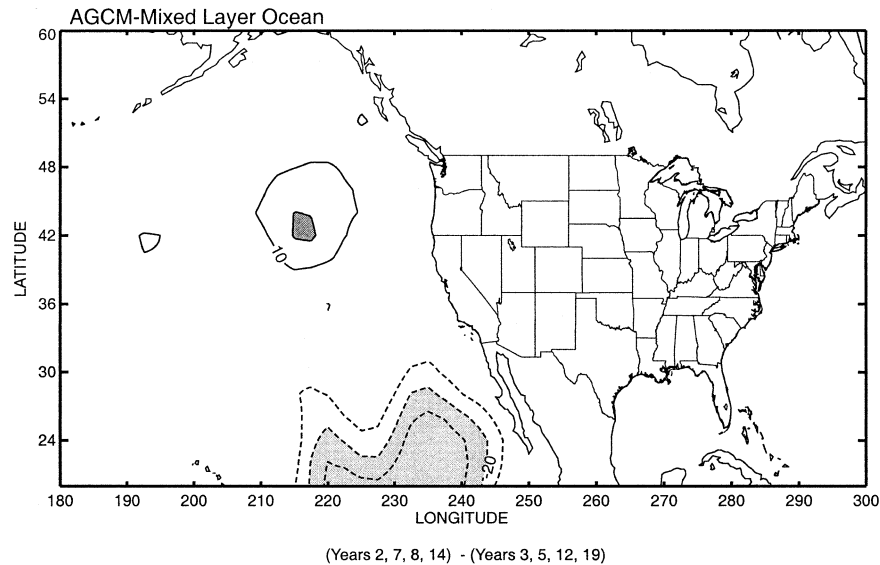 AGCM-Mixed Layer Ocean
60
54
48
42
36
30
24
LATITUDE
10
-20
180 190 200 210 220 230 240 250 260 270 280 290 300
LONGITUDE
(Years 2, 7, 8, 14) - (Years 3, 5, 12, 19)